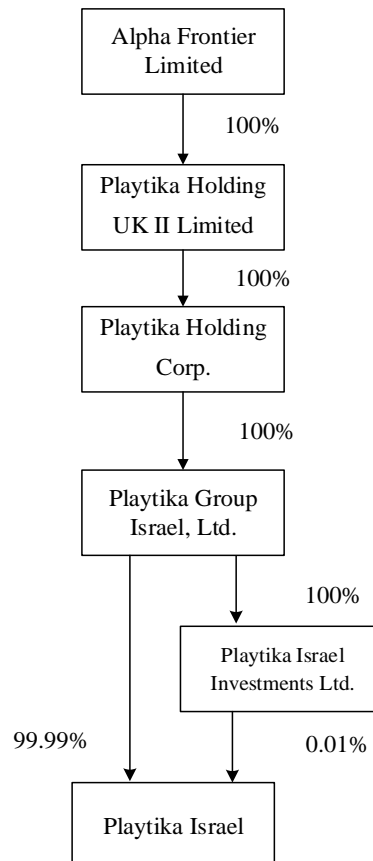 Alpha Frontier
Limited
100%
Playtika Holding
UK II Limited
100%
Playtika Holding
Corp.
100%
Playtika Group
Israel, Ltd.
100%
Playtika Israel
Investments Ltd.
99.99%
0.01%
Playtika Israel